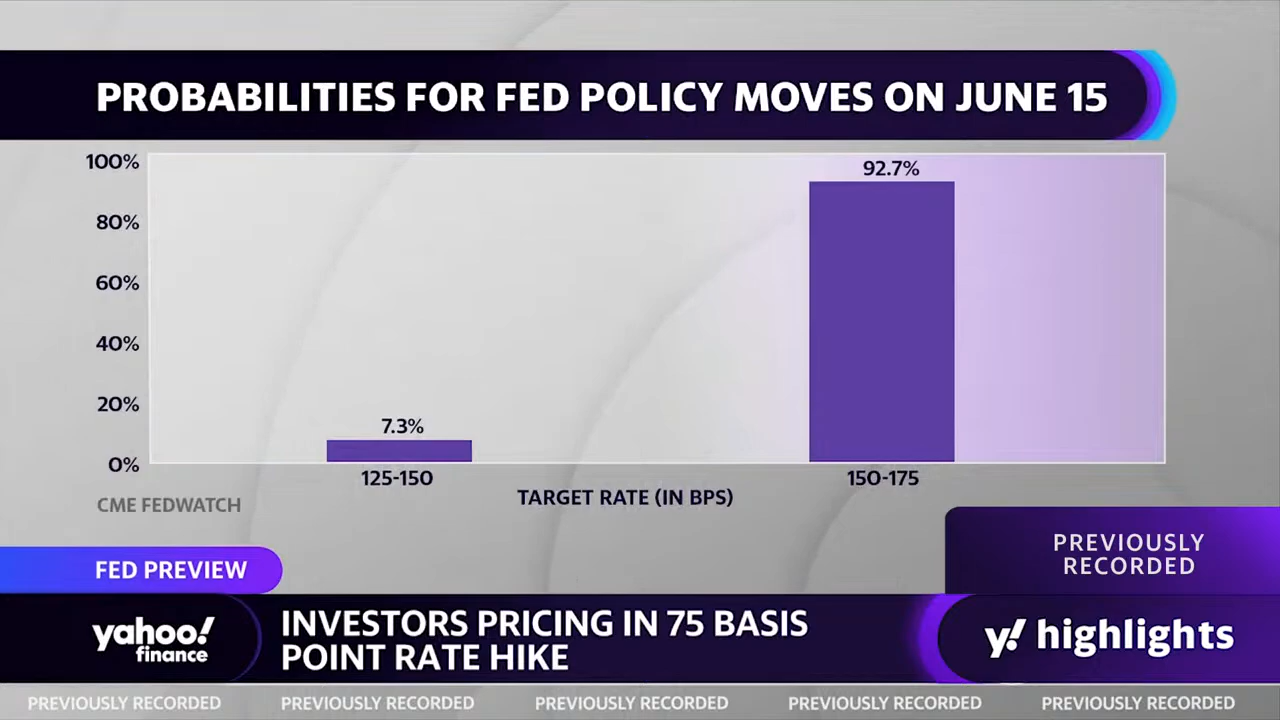 PROBABILITIES FOR FED POLICY MOVES ON JUNE 15
100%
80%
60%
40%
20%
0%
7.3%
92.7%
125-150
150-175
TARGET RATE (IN BPS)
CME FEDWATCH
PREVIOUSLY
RECORDED
FED PREVIEW
yahoo!
finance
INVESTORS PRICING IN 75 BASIS
POINT RATE HIKE
y! highlights
PREVIOUSLY RECORDED PREVIOUSLY RECORDED PREVIOUSLY RECORDED PREVIOUSLY RECORDED PREVIOUSLY RECORDED